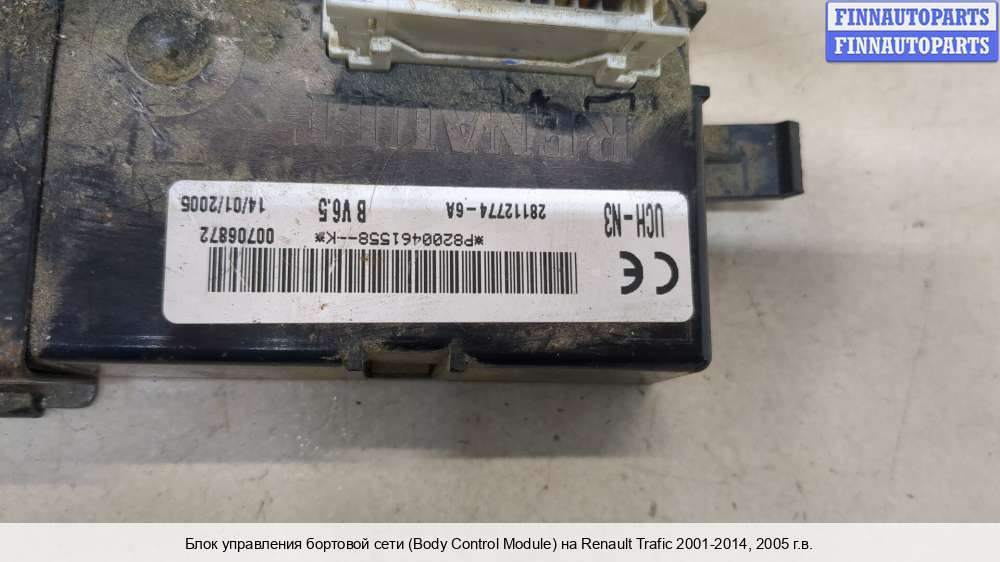 FINNAUTOPARTS
FINNAUTOPARTS
RENAULT
UCH-N3
28112774-6A
B V6.5
14/01/2005
*P8200461558--K*
00706872
CE
Блок управления бортовой сети (Body Control Module) на Renault Trafic 2001-2014, 2005 г.в.